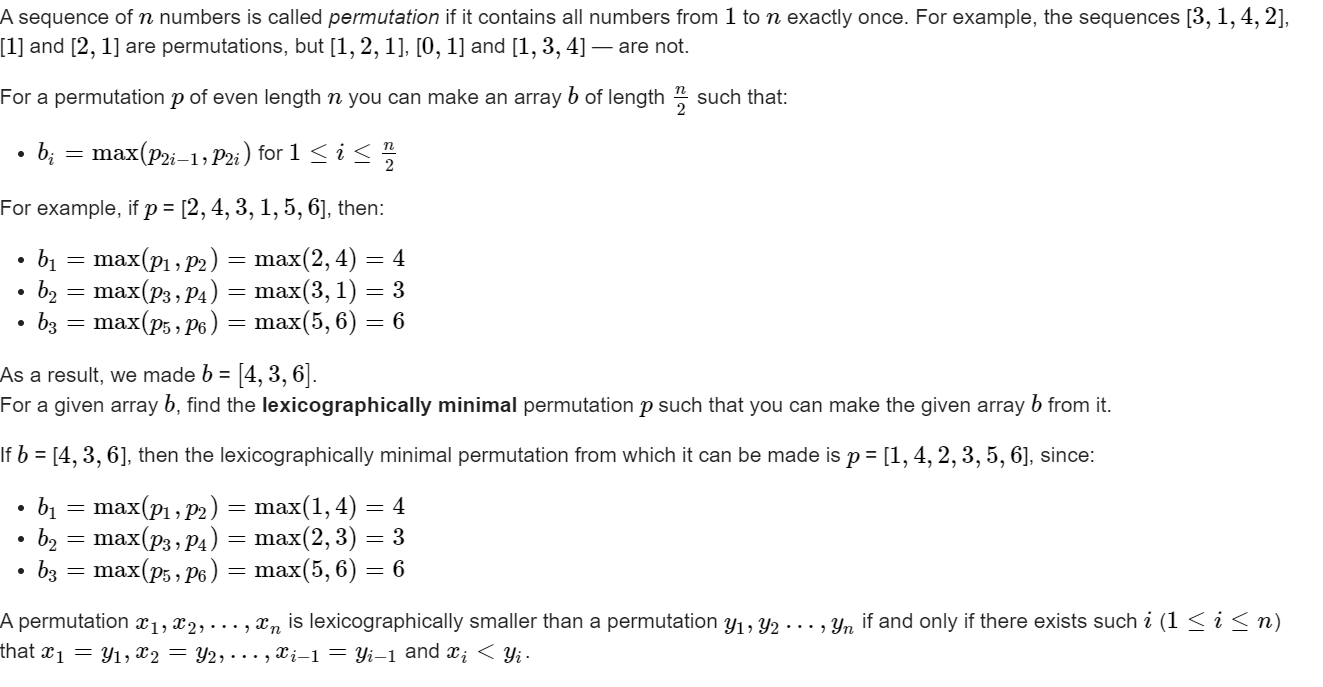 A sequence of n numbers is called permutation if it contains all numbers from 1 to n exactly once. For example, the sequences [3, 1, 4, 2],
[1] and [2, 1] are permutations, but [1, 2, 1], [0, 1] and [1, 3, 4] — are not.
For a permutation p of even length n you can make an array b of length n/2 such that:
• b_i = max(p_{2i−1}, p_{2i}) for 1 ≤ i ≤ n/2
For example, if p = [2, 4, 3, 1, 5, 6], then:
• b_1 = max(p_1, p_2) = max(2, 4) = 4
• b_2 = max(p_3, p_4) = max(3, 1) = 3
• b_3 = max(p_5, p_6) = max(5, 6) = 6
As a result, we made b = [4, 3, 6].
For a given array b, find the lexicographically minimal permutation p such that you can make the given array b from it.
If b = [4, 3, 6], then the lexicographically minimal permutation from which it can be made is p = [1, 4, 2, 3, 5, 6], since:
• b_1 = max(p_1, p_2) = max(1, 4) = 4
• b_2 = max(p_3, p_4) = max(2, 3) = 3
• b_3 = max(p_5, p_6) = max(5, 6) = 6
A permutation x_1, x_2, . . . , x_n is lexicographically smaller than a permutation y_1, y_2 . . . , y_n if and only if there exists such i (1 ≤ i ≤ n)
that x_1 = y_1, x_2 = y_2, . . . , x_{i−1} = y_{i−1} and x_i < y_i.